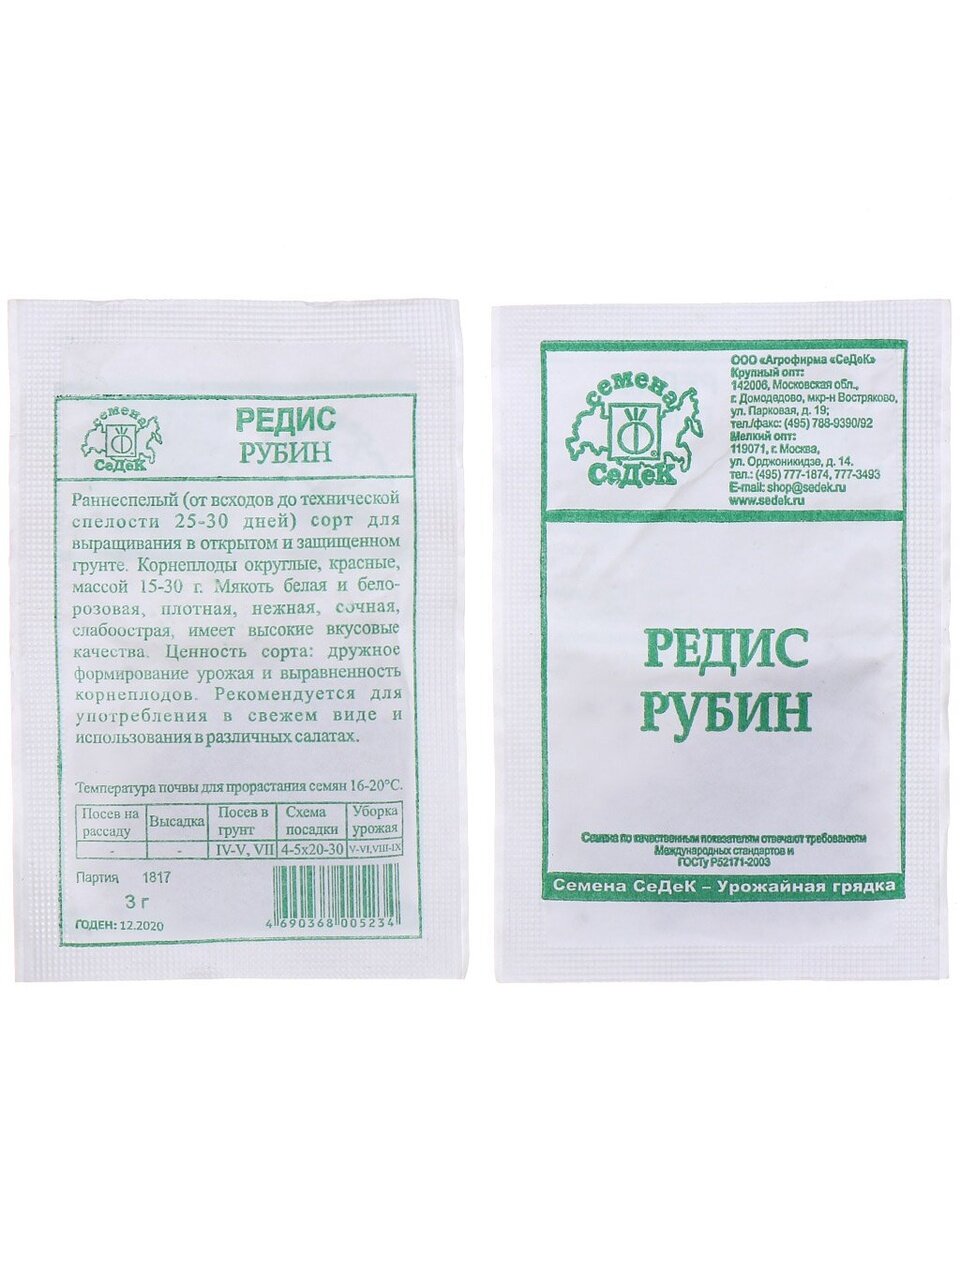 семена
СеДеК
РЕДИС
РУБИН
Раннеспелый (от всходов до технической
спелости 25-30 дней) сорт для
выращивания в открытом и защищенном
грунте. Корнеплоды округлые, красные,
массой 15-30 г. Мякоть белая и бело-
розовая, плотная, нежная, сочная,
слабоострая, имеет высокие вкусовые
качества. Ценность сорта: дружное
формирование урожая и выравненность
корнеплодов. Рекомендуется для
употребления в свежем виде и
использования в различных салатах.
Температура почвы для прорастания семян 16-20°С.
Посев на рассаду Высадка Посев в грунт Схема посадки Уборка урожая
- - IV-V, VII 4-5x20-30 V-VI,VIII-IX
Партия 1817
3 г
ГОДЕН: 12.2020
4 690368 005234
семена
СеДеК
ООО «Агрофирма «СеДеК»
Крупный опт:
142006, Московская обл.,
г. Домодедово, мкр-н Востряково,
ул. Парковая, д. 19;
тел./факс: (495) 788-9390/92
Мелкий опт:
119071, г. Москва,
ул. Орджоникидзе, д. 14.
тел.: (495) 777-1874, 777-3493
E-mail: shop@sedek.ru
www.sedek.ru
РЕДИС
РУБИН
Семена по качественным показателям отвечают требованиям
Международных стандартов и
ГОСТу Р52171-2003
Семена СеДеК – Урожайная грядка